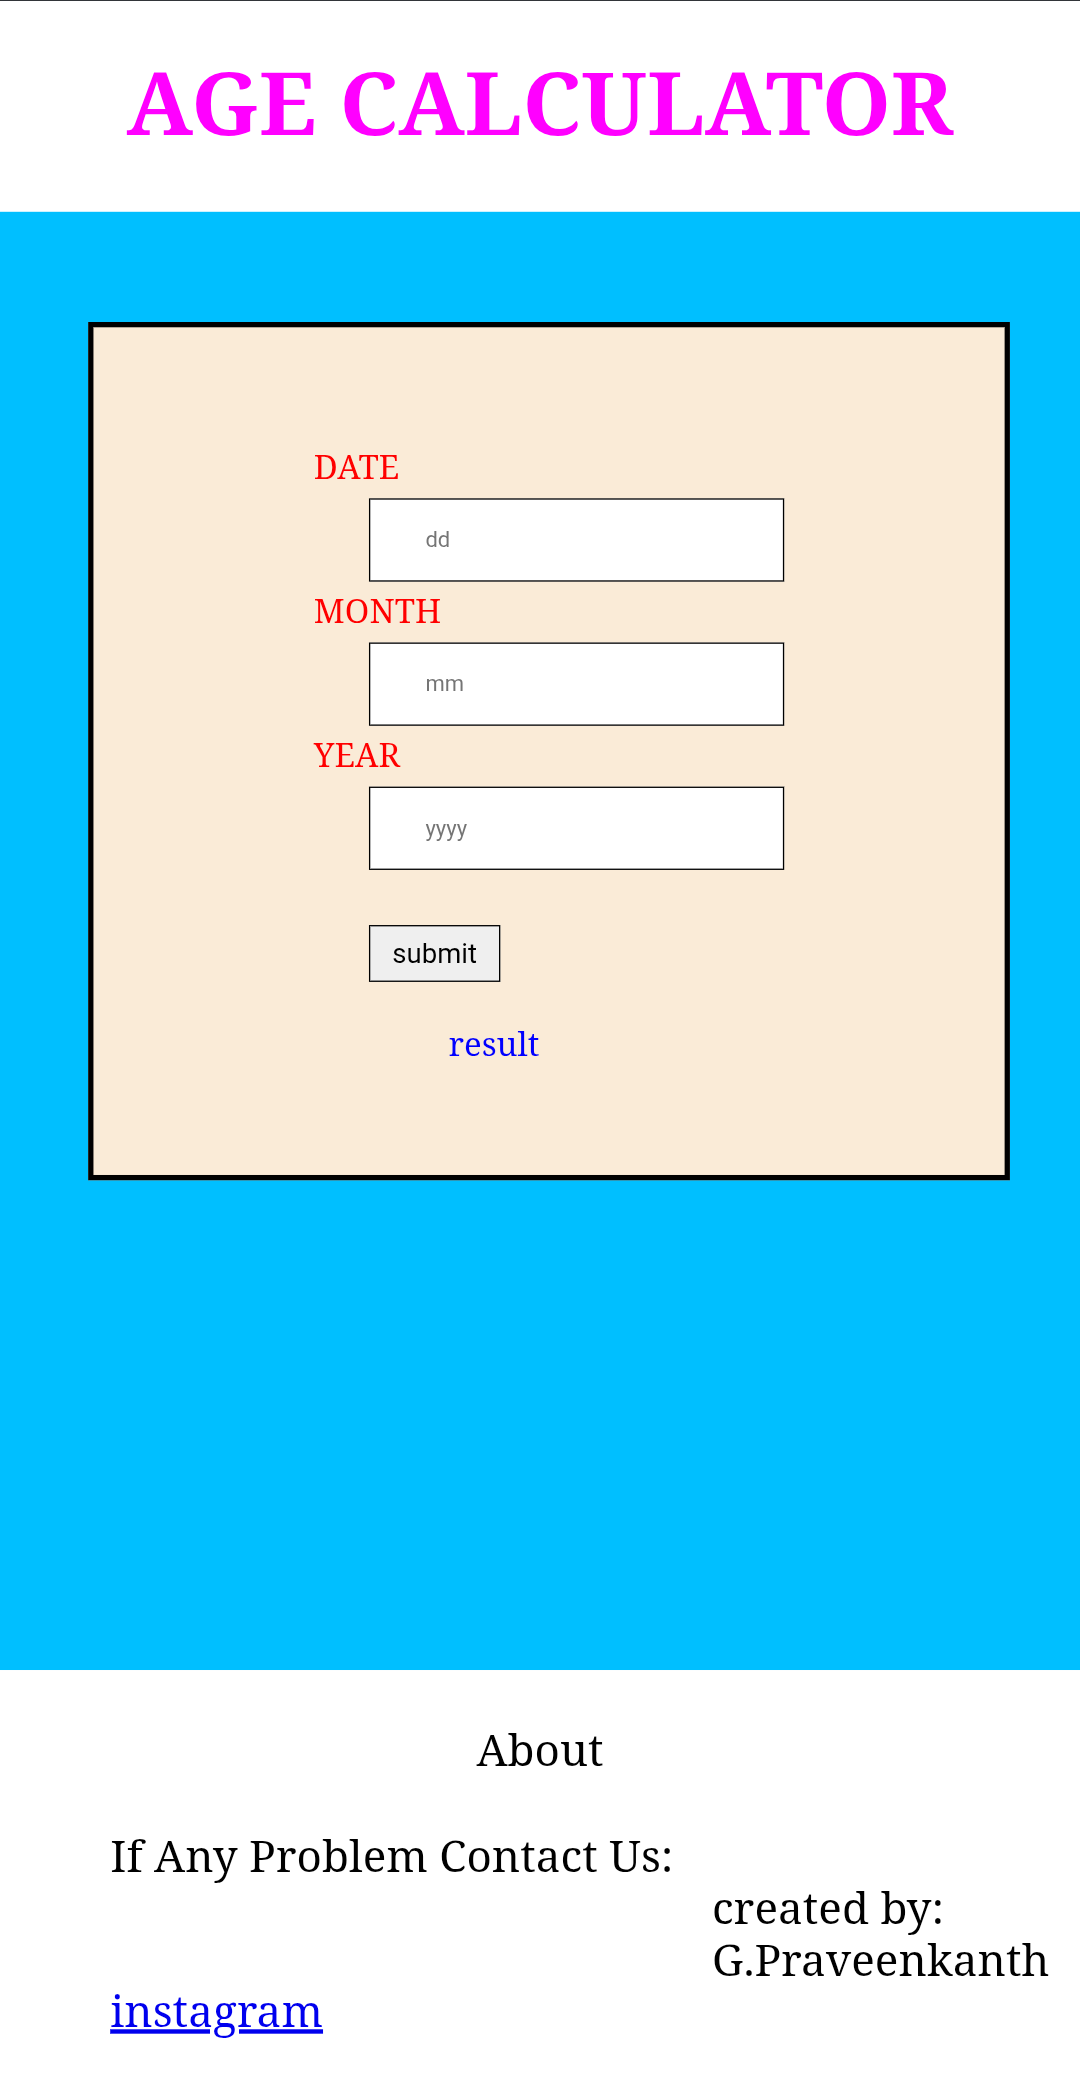 AGE CALCULATOR
DATE
dd
MONTH
mm
YEAR
yyyy
submit
result
About
If Any Problem Contact Us:
created by:
G.Praveenkanth
instagram